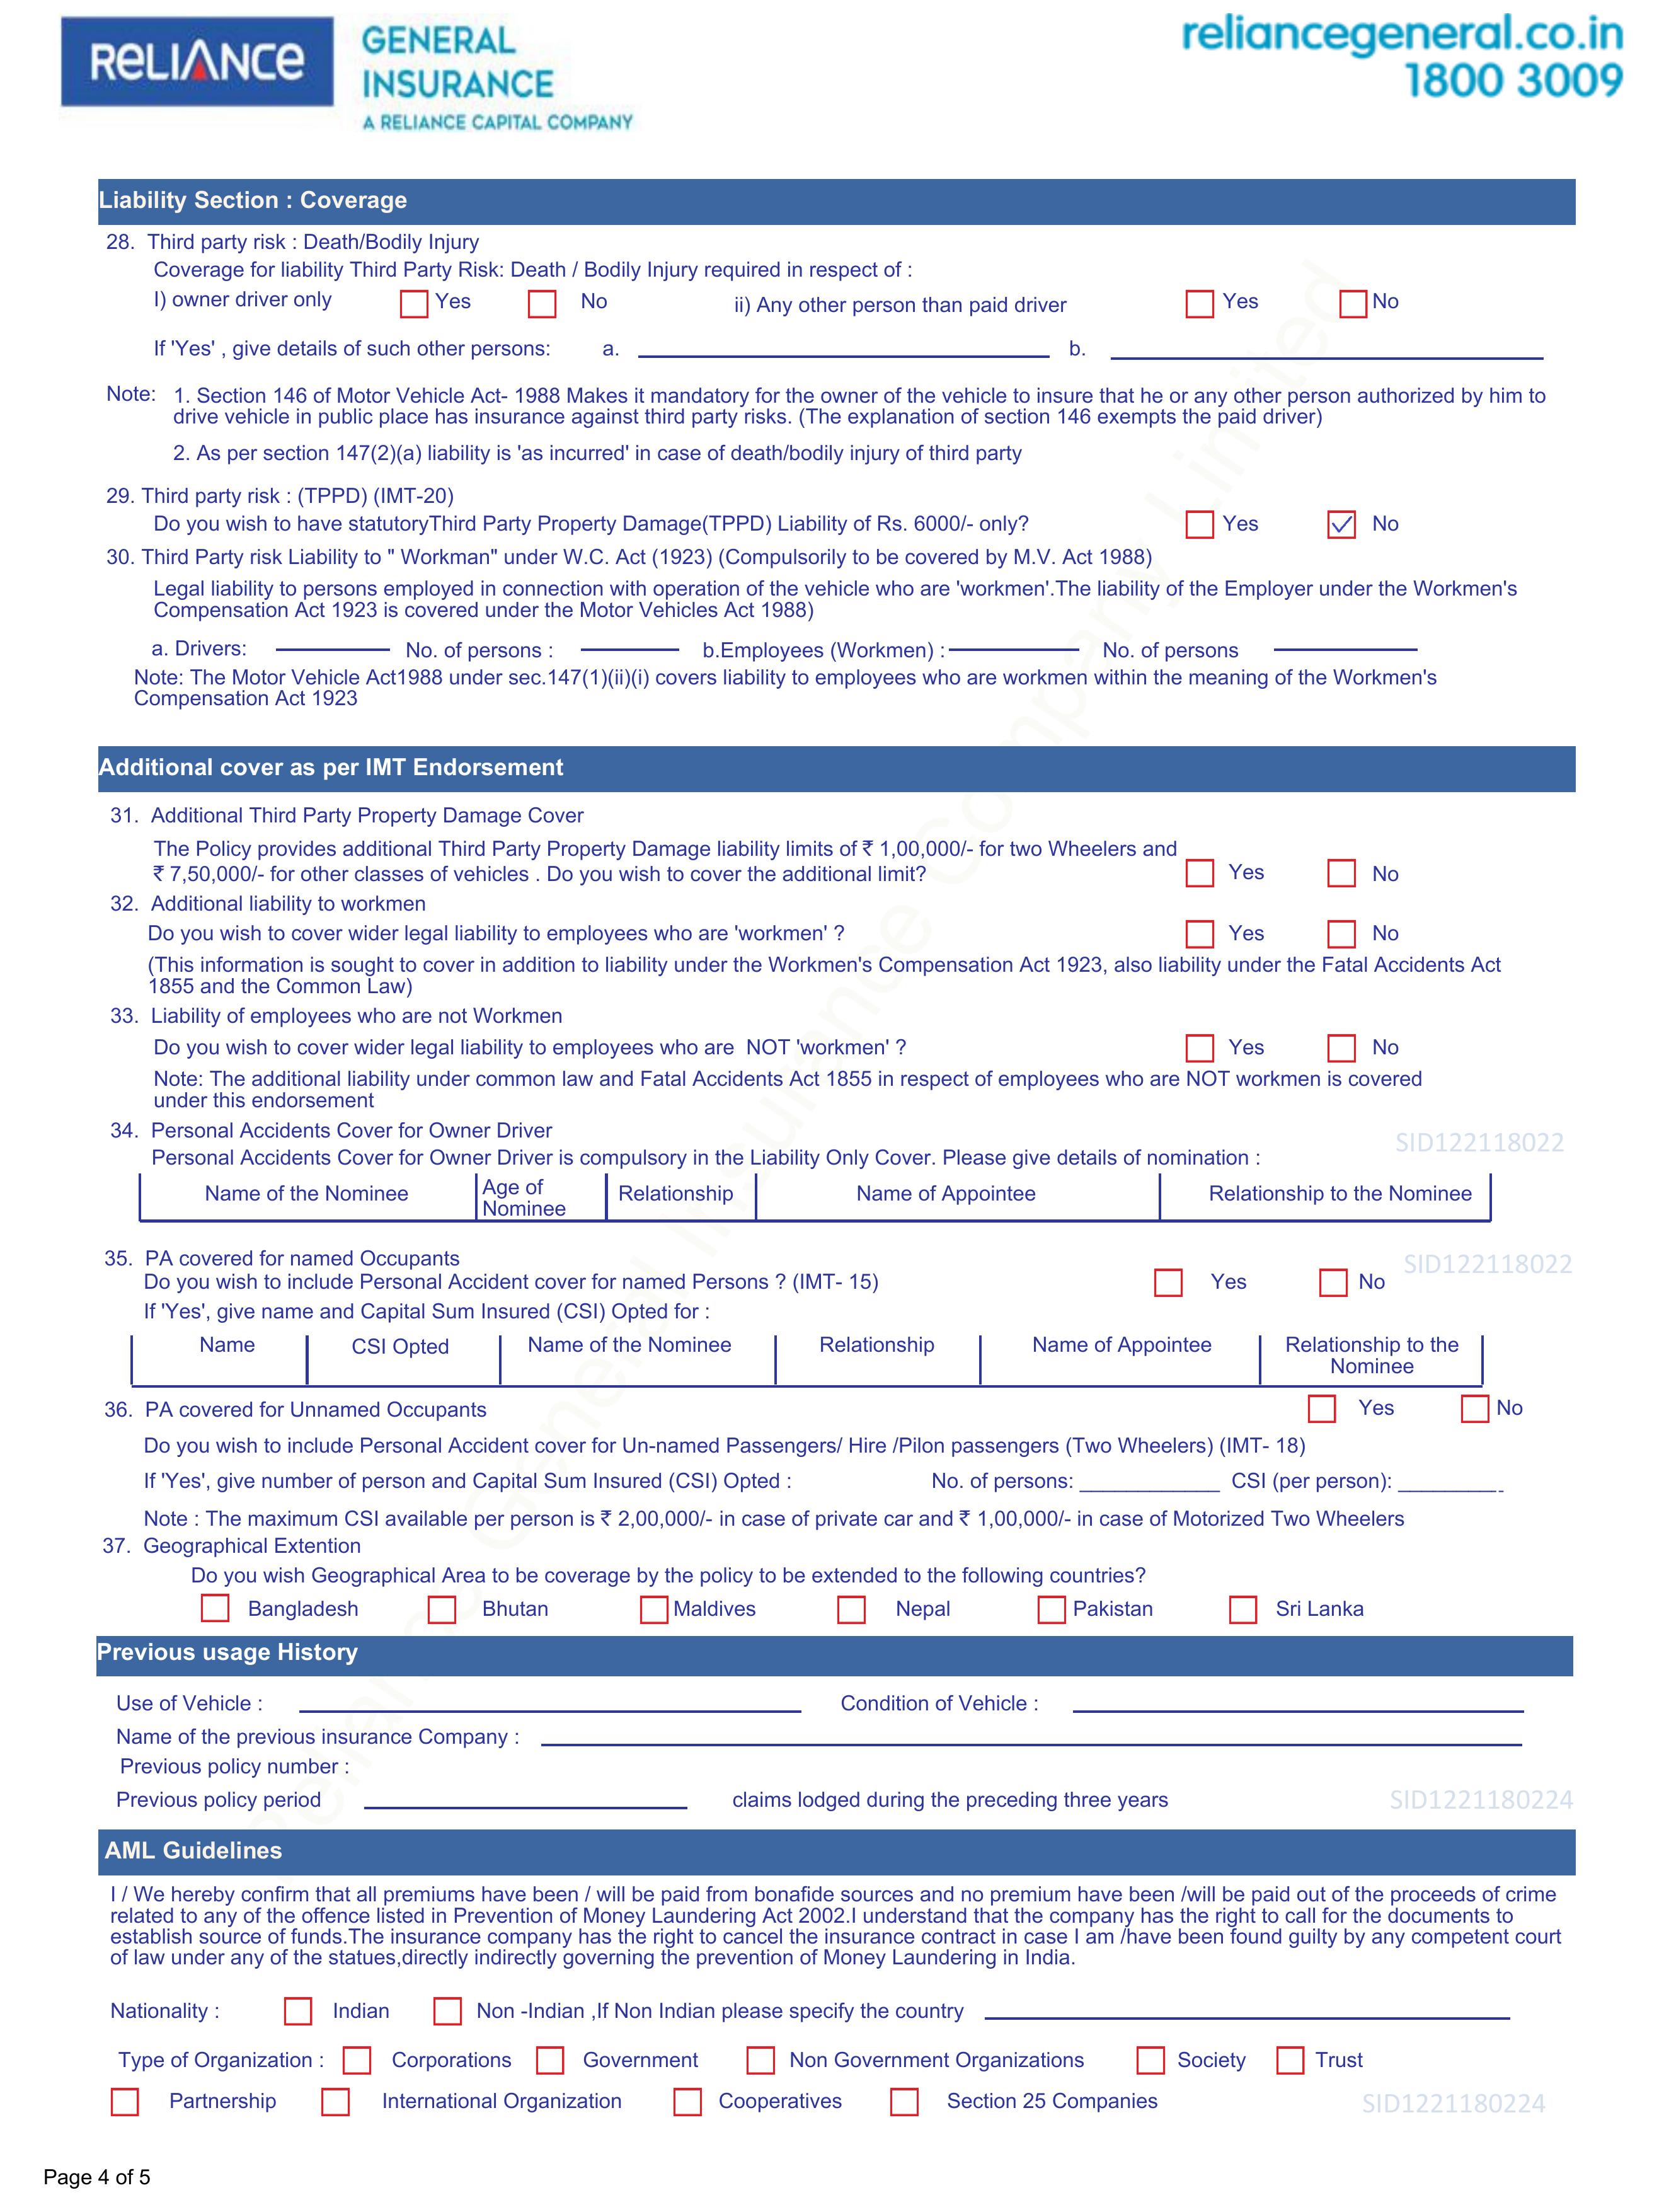 RELIANCE
GENERAL
INSURANCE
A RELIANCE CAPITAL COMPANY
reliancegeneral.co.in
1800 3009
Liability Section : Coverage
28. Third party risk : Death/Bodily Injury
Coverage for liability Third Party Risk: Death / Bodily Injury required in respect of :
I) owner driver only Yes No ii) Any other person than paid driver Yes No
If 'Yes' , give details of such other persons: a. b.
Note: 1. Section 146 of Motor Vehicle Act- 1988 Makes it mandatory for the owner of the vehicle to insure that he or any other person authorized by him to
drive vehicle in public place has insurance against third party risks. (The explanation of section 146 exempts the paid driver)
2. As per section 147(2)(a) liability is 'as incurred' in case of death/bodily injury of third party
29. Third party risk : (TPPD) (IMT-20)
Do you wish to have statutoryThird Party Property Damage(TPPD) Liability of Rs. 6000/- only? Yes No
30. Third Party risk Liability to " Workman" under W.C. Act (1923) (Compulsorily to be covered by M.V. Act 1988)
Legal liability to persons employed in connection with operation of the vehicle who are 'workmen'.The liability of the Employer under the Workmen's
Compensation Act 1923 is covered under the Motor Vehicles Act 1988)
a. Drivers: No. of persons : b.Employees (Workmen) : No. of persons
Note: The Motor Vehicle Act1988 under sec.147(1)(ii)(i) covers liability to employees who are workmen within the meaning of the Workmen's
Compensation Act 1923
Additional cover as per IMT Endorsement
31. Additional Third Party Property Damage Cover
The Policy provides additional Third Party Property Damage liability limits of ₹ 1,00,000/- for two Wheelers and
₹ 7,50,000/- for other classes of vehicles . Do you wish to cover the additional limit? Yes No
32. Additional liability to workmen
Do you wish to cover wider legal liability to employees who are 'workmen' ? Yes No
(This information is sought to cover in addition to liability under the Workmen's Compensation Act 1923, also liability under the Fatal Accidents Act
1855 and the Common Law)
33. Liability of employees who are not Workmen
Do you wish to cover wider legal liability to employees who are NOT 'workmen' ? Yes No
Note: The additional liability under common law and Fatal Accidents Act 1855 in respect of employees who are NOT workmen is covered
under this endorsement
34. Personal Accidents Cover for Owner Driver
SID122118022
Personal Accidents Cover for Owner Driver is compulsory in the Liability Only Cover. Please give details of nomination :
Name of the Nominee Age of Nominee Relationship Name of Appointee Relationship to the Nominee
35. PA covered for named Occupants
SID122118022
Do you wish to include Personal Accident cover for named Persons ? (IMT- 15) Yes No
If 'Yes', give name and Capital Sum Insured (CSI) Opted for :
Name CSI Opted Name of the Nominee Relationship Name of Appointee Relationship to the Nominee
36. PA covered for Unnamed Occupants Yes No
Do you wish to include Personal Accident cover for Un-named Passengers/ Hire /Pilon passengers (Two Wheelers) (IMT- 18)
If 'Yes', give number of person and Capital Sum Insured (CSI) Opted : No. of persons: CSI (per person):
Note : The maximum CSI available per person is ₹ 2,00,000/- in case of private car and ₹ 1,00,000/- in case of Motorized Two Wheelers
37. Geographical Extention
Do you wish Geographical Area to be coverage by the policy to be extended to the following countries?
Bangladesh Bhutan Maldives Nepal Pakistan Sri Lanka
Previous usage History
Use of Vehicle : Condition of Vehicle :
Name of the previous insurance Company :
Previous policy number :
Previous policy period claims lodged during the preceding three years SID1221180224
AML Guidelines
I / We hereby confirm that all premiums have been / will be paid from bonafide sources and no premium have been /will be paid out of the proceeds of crime
related to any of the offence listed in Prevention of Money Laundering Act 2002.I understand that the company has the right to call for the documents to
establish source of funds.The insurance company has the right to cancel the insurance contract in case I am /have been found guilty by any competent court
of law under any of the statues,directly indirectly governing the prevention of Money Laundering in India.
Nationality : Indian Non -Indian ,If Non Indian please specify the country
Type of Organization : Corporations Government Non Government Organizations Society Trust
Partnership International Organization Cooperatives Section 25 Companies SID1221180224
Page 4 of 5
Reliance General Insurance Company Limited